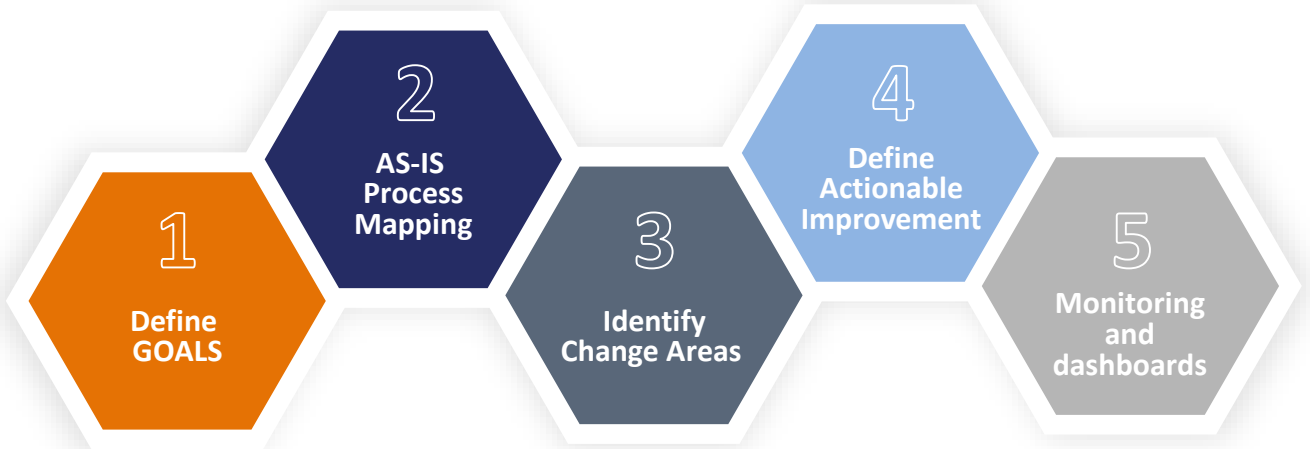 1
Define
GOALS
2
AS-IS
Process
Mapping
3
Identify
Change Areas
4
Define
Actionable
Improvement
5
Monitoring
and
dashboards